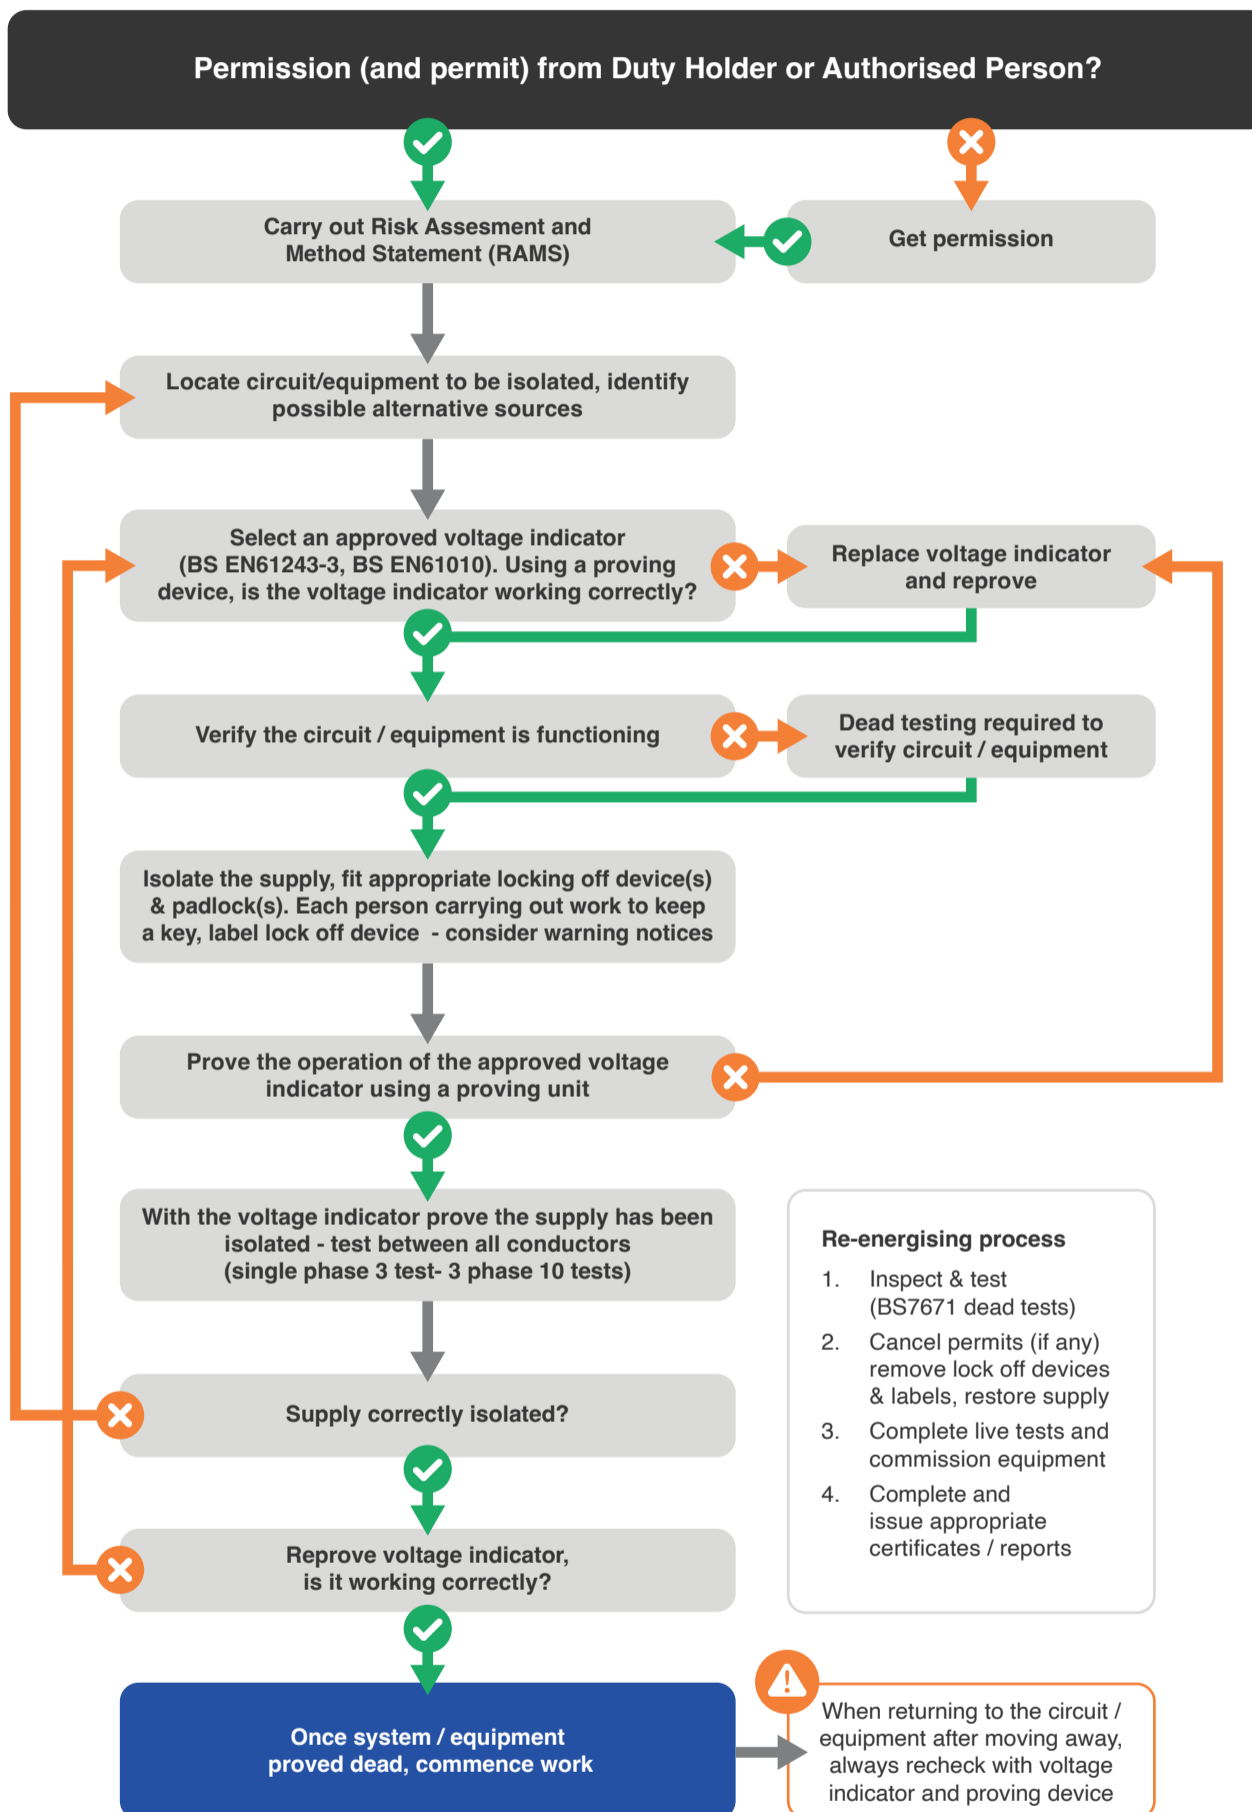 Permission (and permit) from Duty Holder or Authorised Person?
Carry out Risk Assesment and
Method Statement (RAMS)
Get permission
Locate circuit/equipment to be isolated, identify
possible alternative sources
Select an approved voltage indicator
(BS EN61243-3, BS EN61010). Using a proving
device, is the voltage indicator working correctly?
Replace voltage indicator
and reprove
Verify the circuit / equipment is functioning
Dead testing required to
verify circuit / equipment
Isolate the supply, fit appropriate locking off device(s)
& padlock(s). Each person carrying out work to keep
a key, label lock off device - consider warning notices
Prove the operation of the approved voltage
indicator using a proving unit
With the voltage indicator prove the supply has been
isolated - test between all conductors
(single phase 3 test- 3 phase 10 tests)
Supply correctly isolated?
Reprove voltage indicator,
is it working correctly?
Re-energising process
1. Inspect & test
(BS7671 dead tests)
2. Cancel permits (if any)
remove lock off devices
& labels, restore supply
3. Complete live tests and
commission equipment
4. Complete and
issue appropriate
certificates / reports
Once system / equipment
proved dead, commence work
When returning to the circuit /
equipment after moving away,
always recheck with voltage
indicator and proving device